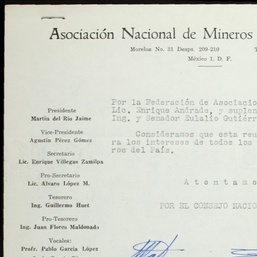 Asociación Nacional de Mineros
Morelos No. 31 Desps. 209-210
México 1, D. F.
Presidente
Martín del Río Jaime
Vice-Presidente
Agustín Pérez Gómez
Secretario
Lic. Enrique Villegas Zamilpa
Pro-Secretario
Lic. Alvaro López M.
Tesorero
Ing. Guillermo Huet
Pro-Tesorero
Ing. Juan Flores Maldonado
Vocales:
Profr. Pablo García López
Por la Federación de Asociacio
Lic. Enrique Andrade, y suplen
Ing. y Senador Eulalio Gutiérr
Consideramos que esta reu
ra los intereses de todos los
ros del País.
A t e n t a m e
POR EL CONSEJO NACIO